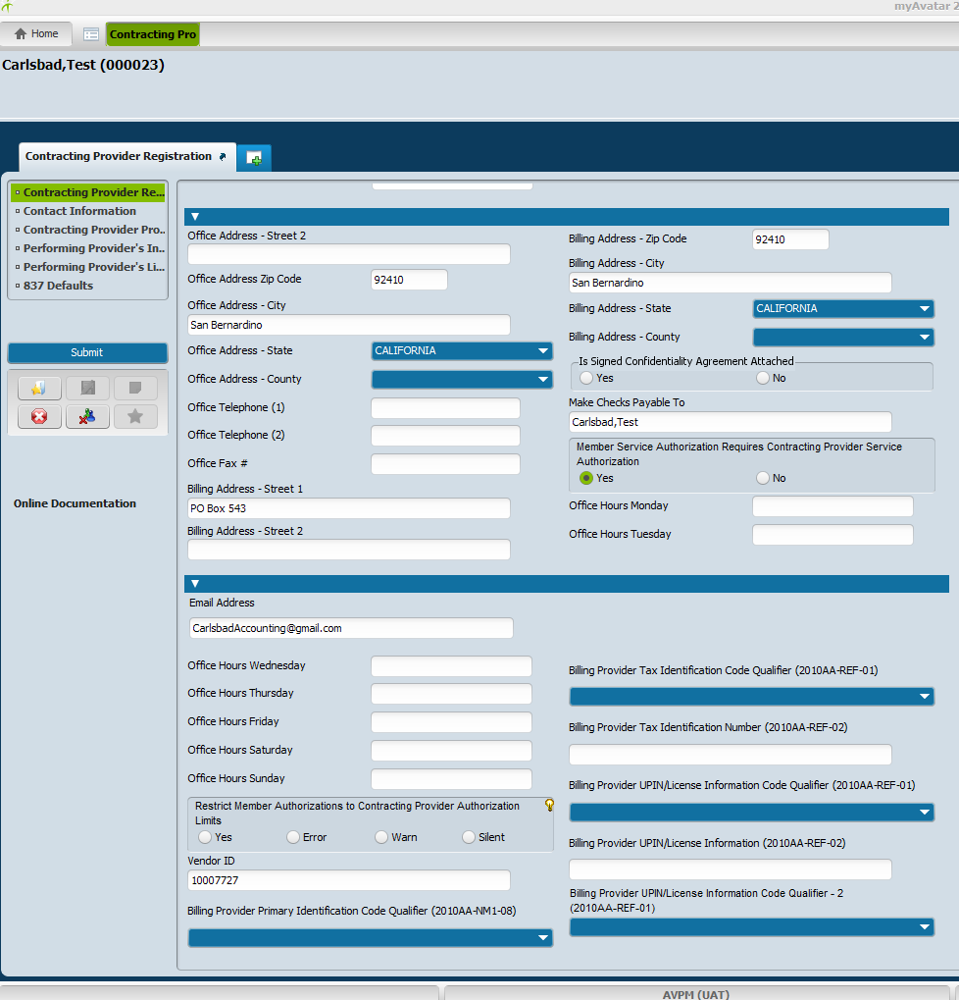 myAvatar 2
Home
Contracting Pro
Carlsbad,Test (000023)
Contracting Provider Registration
Contracting Provider Re...
Contact Information
Contracting Provider Pro..
Performing Provider's In..
Performing Provider's Li...
837 Defaults
Submit
Online Documentation
Office Address - Street 2
Office Address Zip Code
92410
Office Address - City
San Bernardino
Office Address - State
CALIFORNIA
Office Address - County
Office Telephone (1)
Office Telephone (2)
Office Fax #
Billing Address - Street 1
PO Box 543
Billing Address - Street 2
Billing Address - Zip Code
92410
Billing Address - City
San Bernardino
Billing Address - State
CALIFORNIA
Billing Address - County
Is Signed Confidentiality Agreement Attached
Yes
No
Make Checks Payable To
Carlsbad,Test
Member Service Authorization Requires Contracting Provider Service
Authorization
Yes
No
Office Hours Monday
Office Hours Tuesday
Email Address
CarlsbadAccounting@gmail.com
Office Hours Wednesday
Office Hours Thursday
Office Hours Friday
Office Hours Saturday
Office Hours Sunday
Restrict Member Authorizations to Contracting Provider Authorization
Limits
Yes
Error
Warn
Silent
Vendor ID
10007727
Billing Provider Primary Identification Code Qualifier (2010AA-NM1-08)
Billing Provider Tax Identification Code Qualifier (2010AA-REF-01)
Billing Provider Tax Identification Number (2010AA-REF-02)
Billing Provider UPIN/License Information Code Qualifier (2010AA-REF-01)
Billing Provider UPIN/License Information (2010AA-REF-02)
Billing Provider UPIN/License Information Code Qualifier - 2
(2010AA-REF-01)
AVPM (UAT)